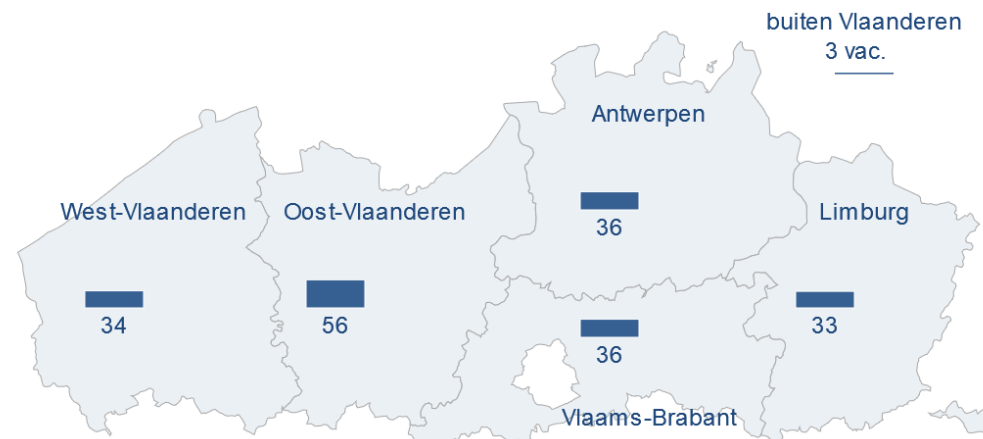 buiten Vlaanderen
3 vac.
Antwerpen
36
West-Vlaanderen
34
Oost-Vlaanderen
56
Limburg
33
36
Vlaams-Brabant